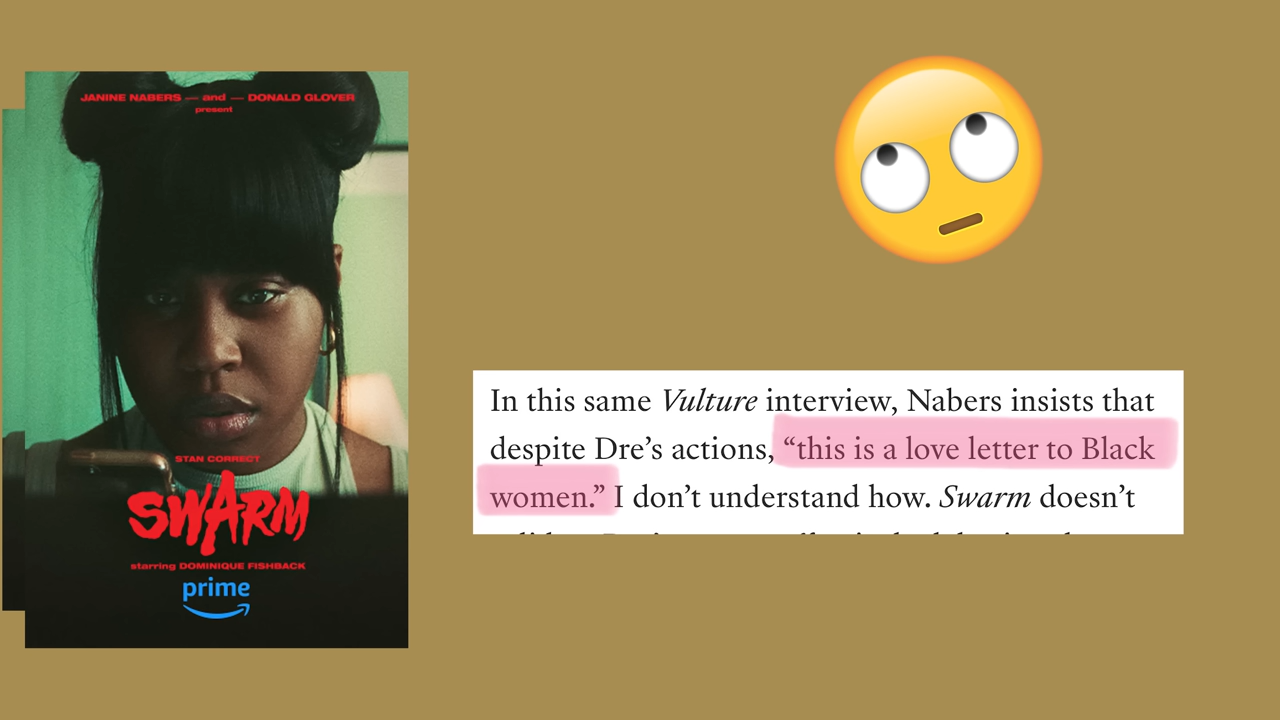 JANINE NABERS — and — DONALD GLOVER
present
STAN CORRECT
SWARM
starring DOMINIQUE FISHBACK
prime
In this same Vulture interview, Nabers insists that
despite Dre’s actions, “this is a love letter to Black
women.” I don’t understand how. Swarm doesn’t